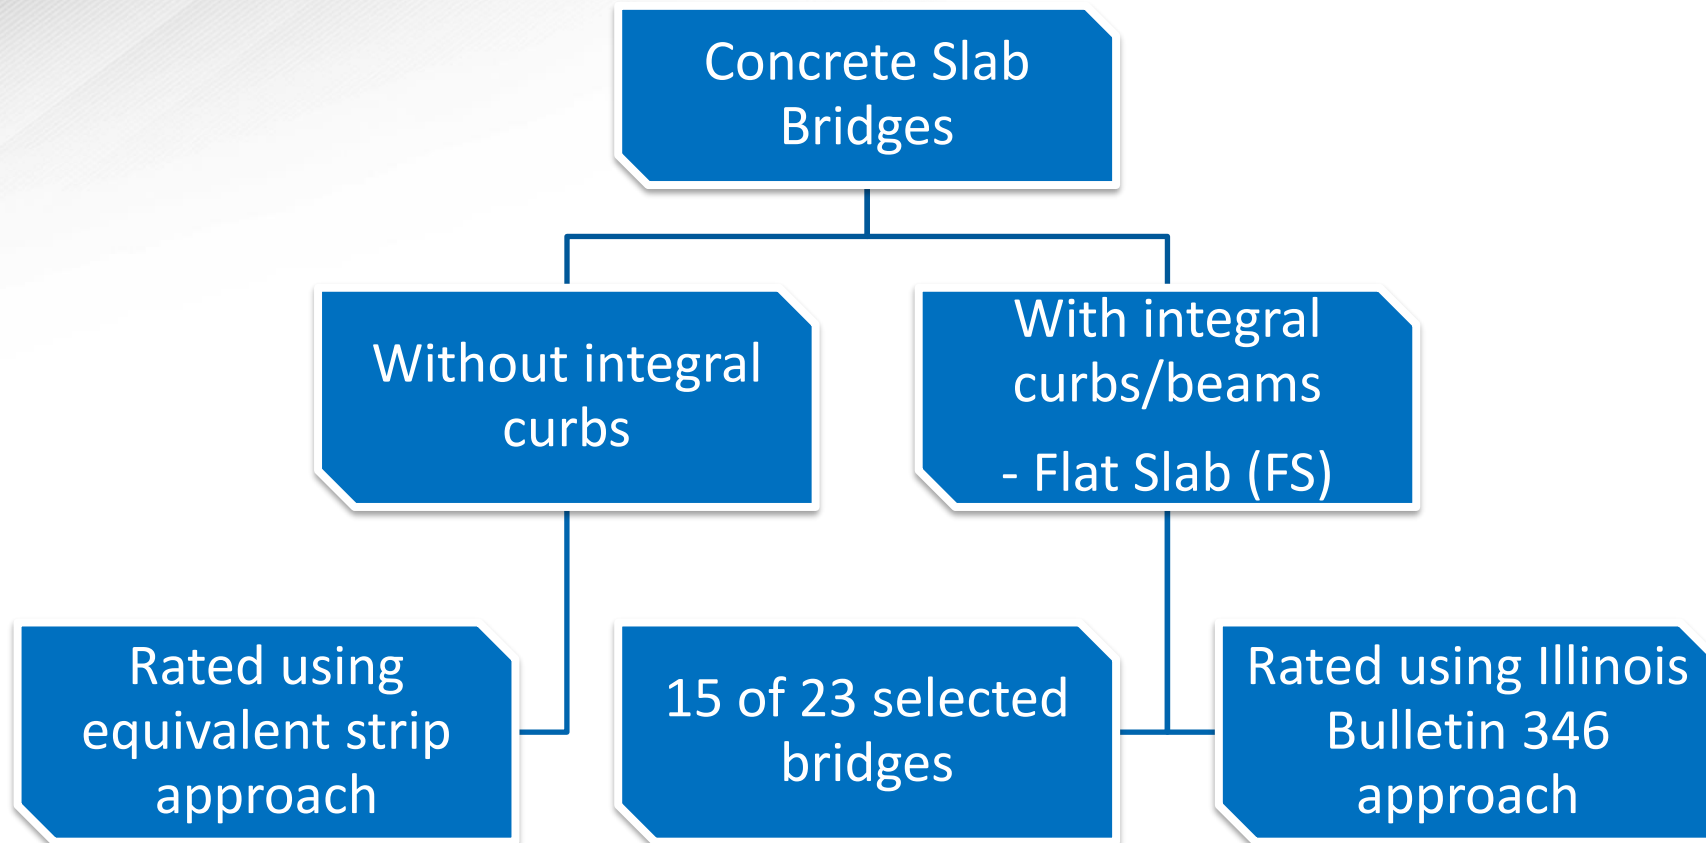 Concrete Slab
Bridges
Without integral
curbs
With integral
curbs/beams
- Flat Slab (FS)
Rated using
equivalent strip
approach
15 of 23 selected
bridges
Rated using Illinois
Bulletin 346
approach